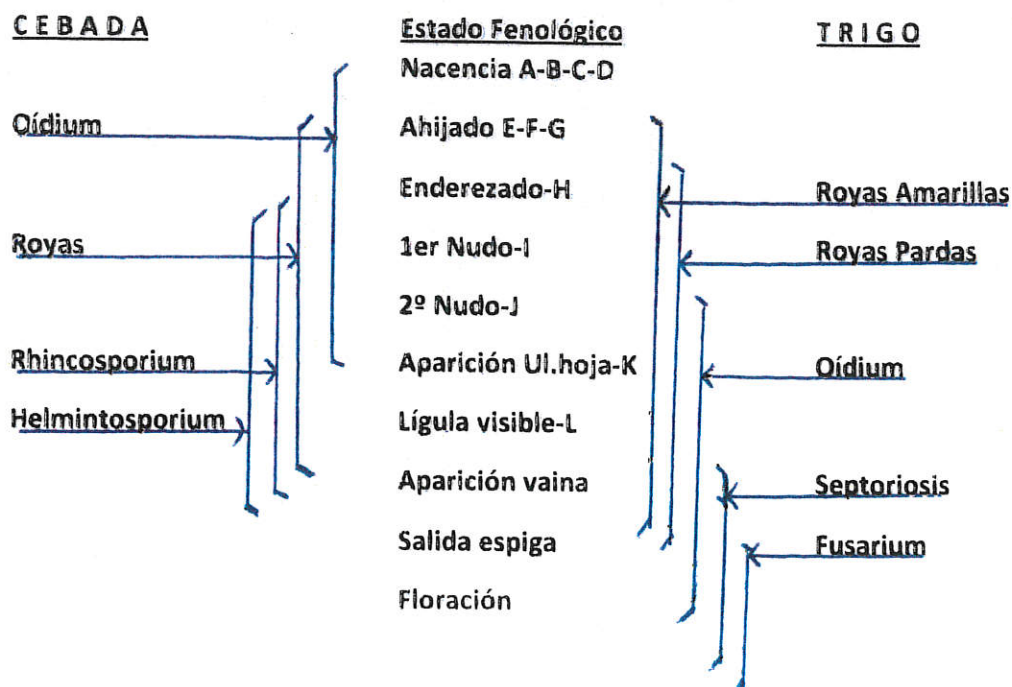 CEBADA Estado Fenológico TRIGO
Nacencia A-B-C-D
Oídium Ahijado E-F-G
Enderezado-H Royas Amarillas
Royas 1er Nudo-I Royas Pardas
2º Nudo-J
Rhincosporium Aparición Ul.hoja-K Oídium
Helmintosporium Lígula visible-L
Aparición vaina Septoriosis
Salida espiga Fusarium
Floración